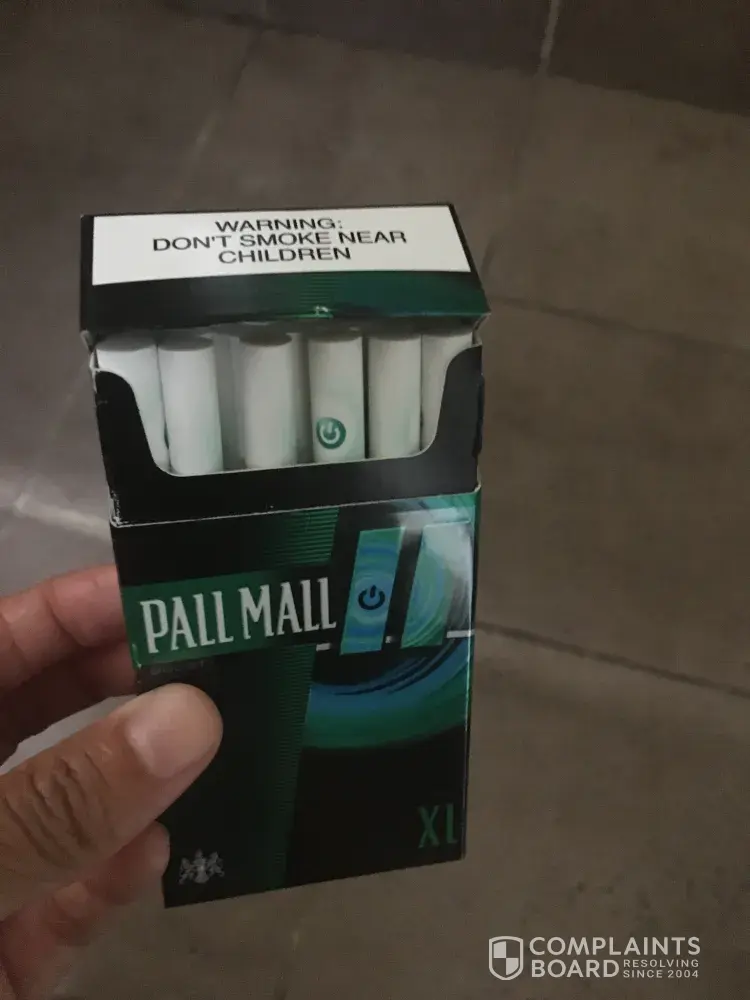 WARNING:
DON'T SMOKE NEAR
CHILDREN
PALL MALL
XL
COMPLAINTS
BOARD RESOLVING
SINCE 2004